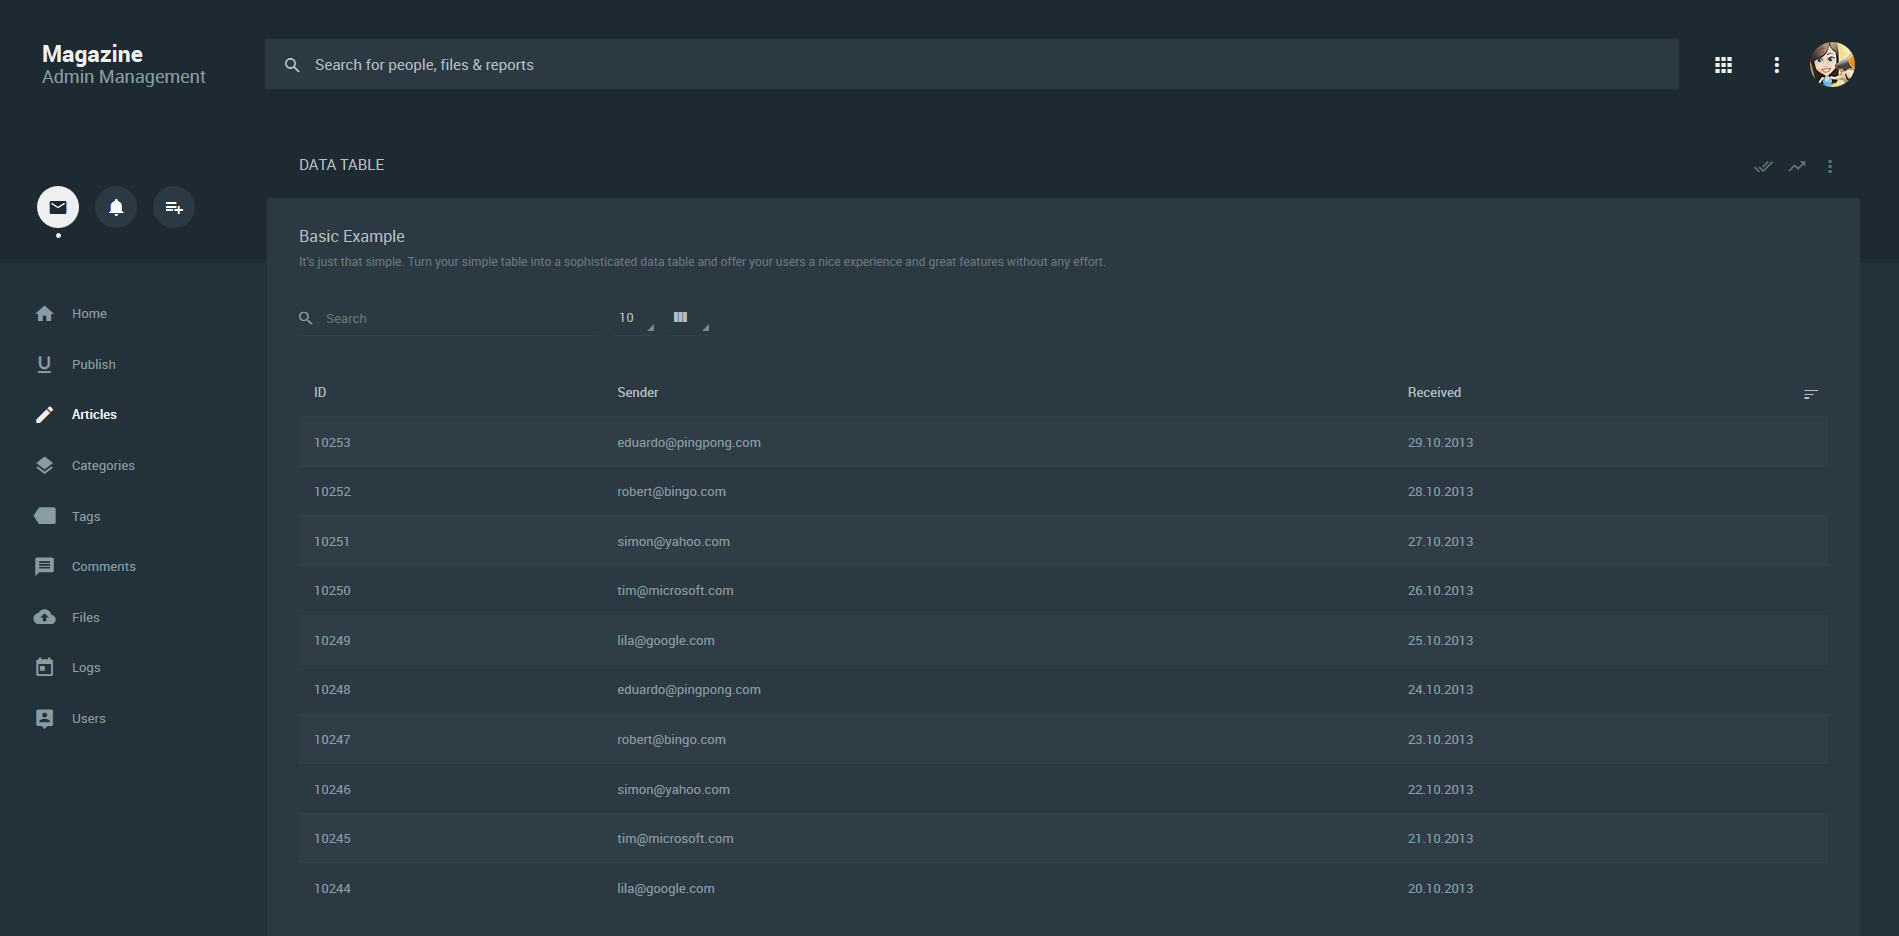 Magazine
Admin Management
Search for people, files & reports
DATA TABLE
Basic Example
It's just that simple. Turn your simple table into a sophisticated data table and offer your users a nice experience and great features without any effort.
Search 10
Home
Publish
Articles
Categories
Tags
Comments
Files
Logs
Users
ID Sender Received
10253 eduardo@pingpong.com 29.10.2013
10252 robert@bingo.com 28.10.2013
10251 simon@yahoo.com 27.10.2013
10250 tim@microsoft.com 26.10.2013
10249 lila@google.com 25.10.2013
10248 eduardo@pingpong.com 24.10.2013
10247 robert@bingo.com 23.10.2013
10246 simon@yahoo.com 22.10.2013
10245 tim@microsoft.com 21.10.2013
10244 lila@google.com 20.10.2013